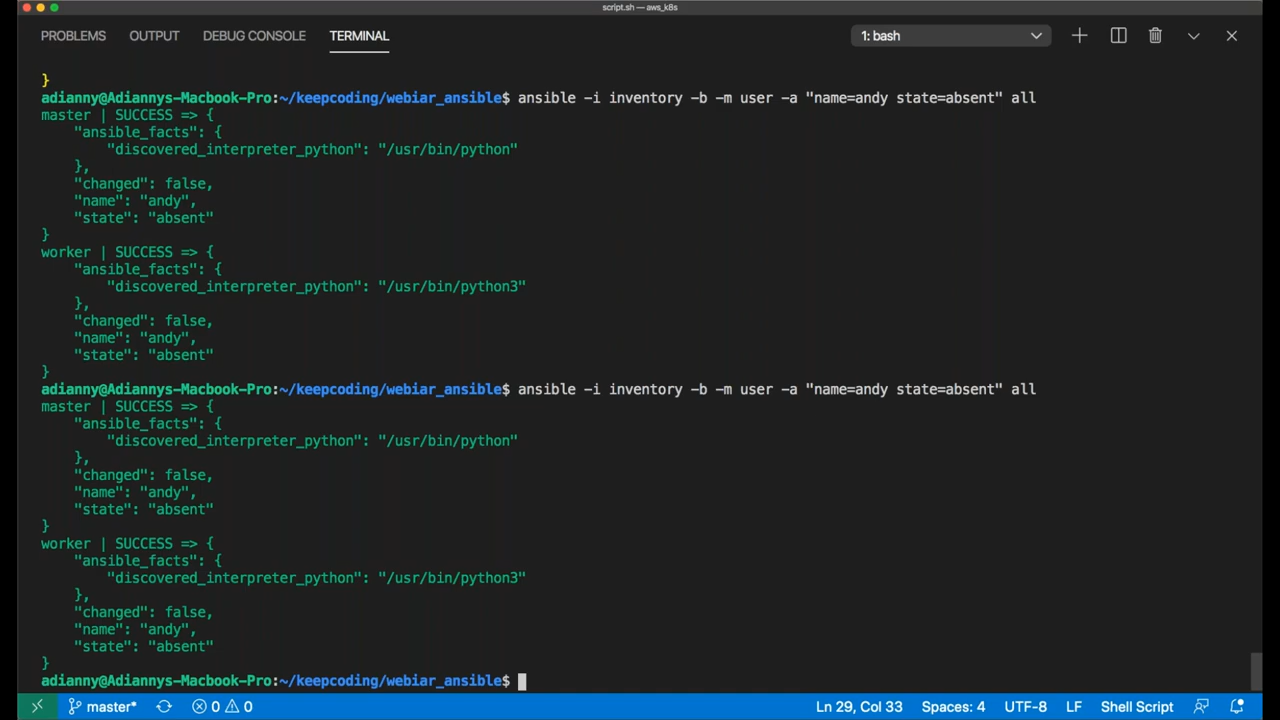 script.sh — aws_k8s
PROBLEMS OUTPUT DEBUG CONSOLE TERMINAL 1: bash
}
adianny@Adiannys-Macbook-Pro:~/keepcoding/webiar_ansible$ ansible -i inventory -b -m user -a "name=andy state=absent" all
master | SUCCESS => {
    "ansible_facts": {
        "discovered_interpreter_python": "/usr/bin/python"
    },
    "changed": false,
    "name": "andy",
    "state": "absent"
}
worker | SUCCESS => {
    "ansible_facts": {
        "discovered_interpreter_python": "/usr/bin/python3"
    },
    "changed": false,
    "name": "andy",
    "state": "absent"
}
adianny@Adiannys-Macbook-Pro:~/keepcoding/webiar_ansible$ ansible -i inventory -b -m user -a "name=andy state=absent" all
master | SUCCESS => {
    "ansible_facts": {
        "discovered_interpreter_python": "/usr/bin/python"
    },
    "changed": false,
    "name": "andy",
    "state": "absent"
}
worker | SUCCESS => {
    "ansible_facts": {
        "discovered_interpreter_python": "/usr/bin/python3"
    },
    "changed": false,
    "name": "andy",
    "state": "absent"
}
adianny@Adiannys-Macbook-Pro:~/keepcoding/webiar_ansible$
master* 0 0 Ln 29, Col 33 Spaces: 4 UTF-8 LF Shell Script